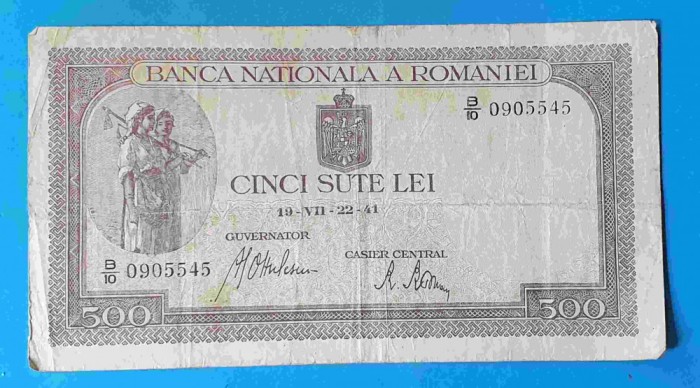 BANCA NATIONALA A ROMANIEI
B/10 0905545
CINCI SUTE LEI
19-VII-22-41
GUVERNATOR
CASIER CENTRAL
B/10 0905545
500
500